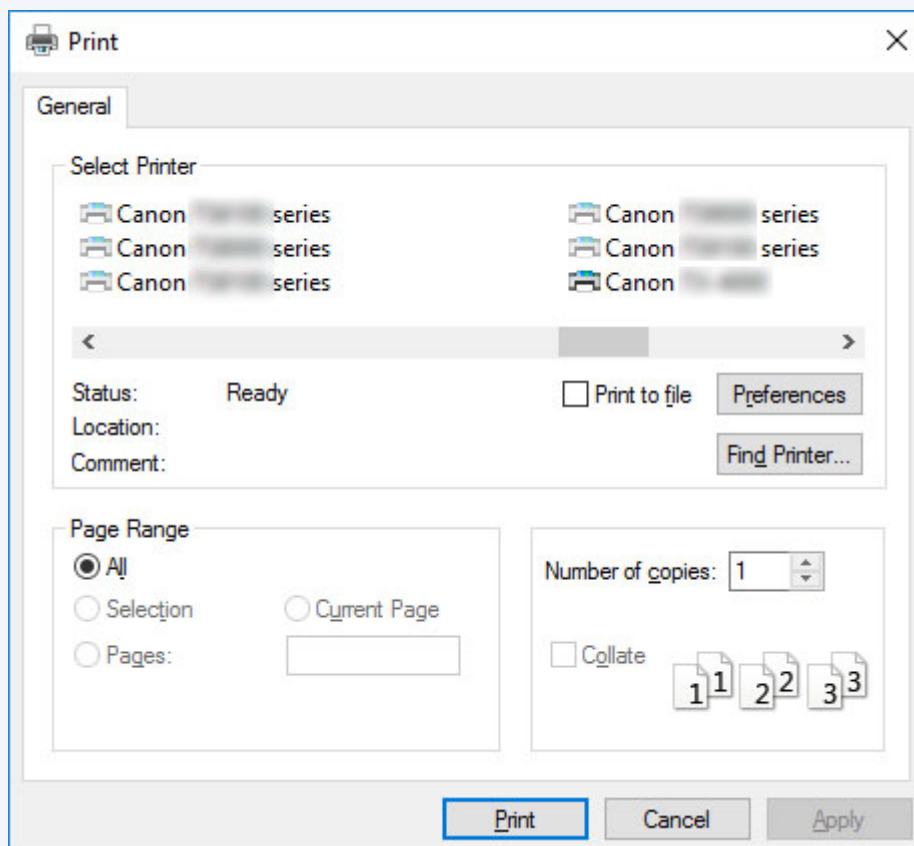 Print
General
Select Printer
Canon series
Canon series
Canon series
Canon series
Canon series
Canon
Status: Ready
Location:
Comment:
Print to file
Preferences
Find Printer...
Page Range
All
Selection
Current Page
Pages:
Number of copies: 1
Collate
1 1 2 2 3 3
Print Cancel Apply